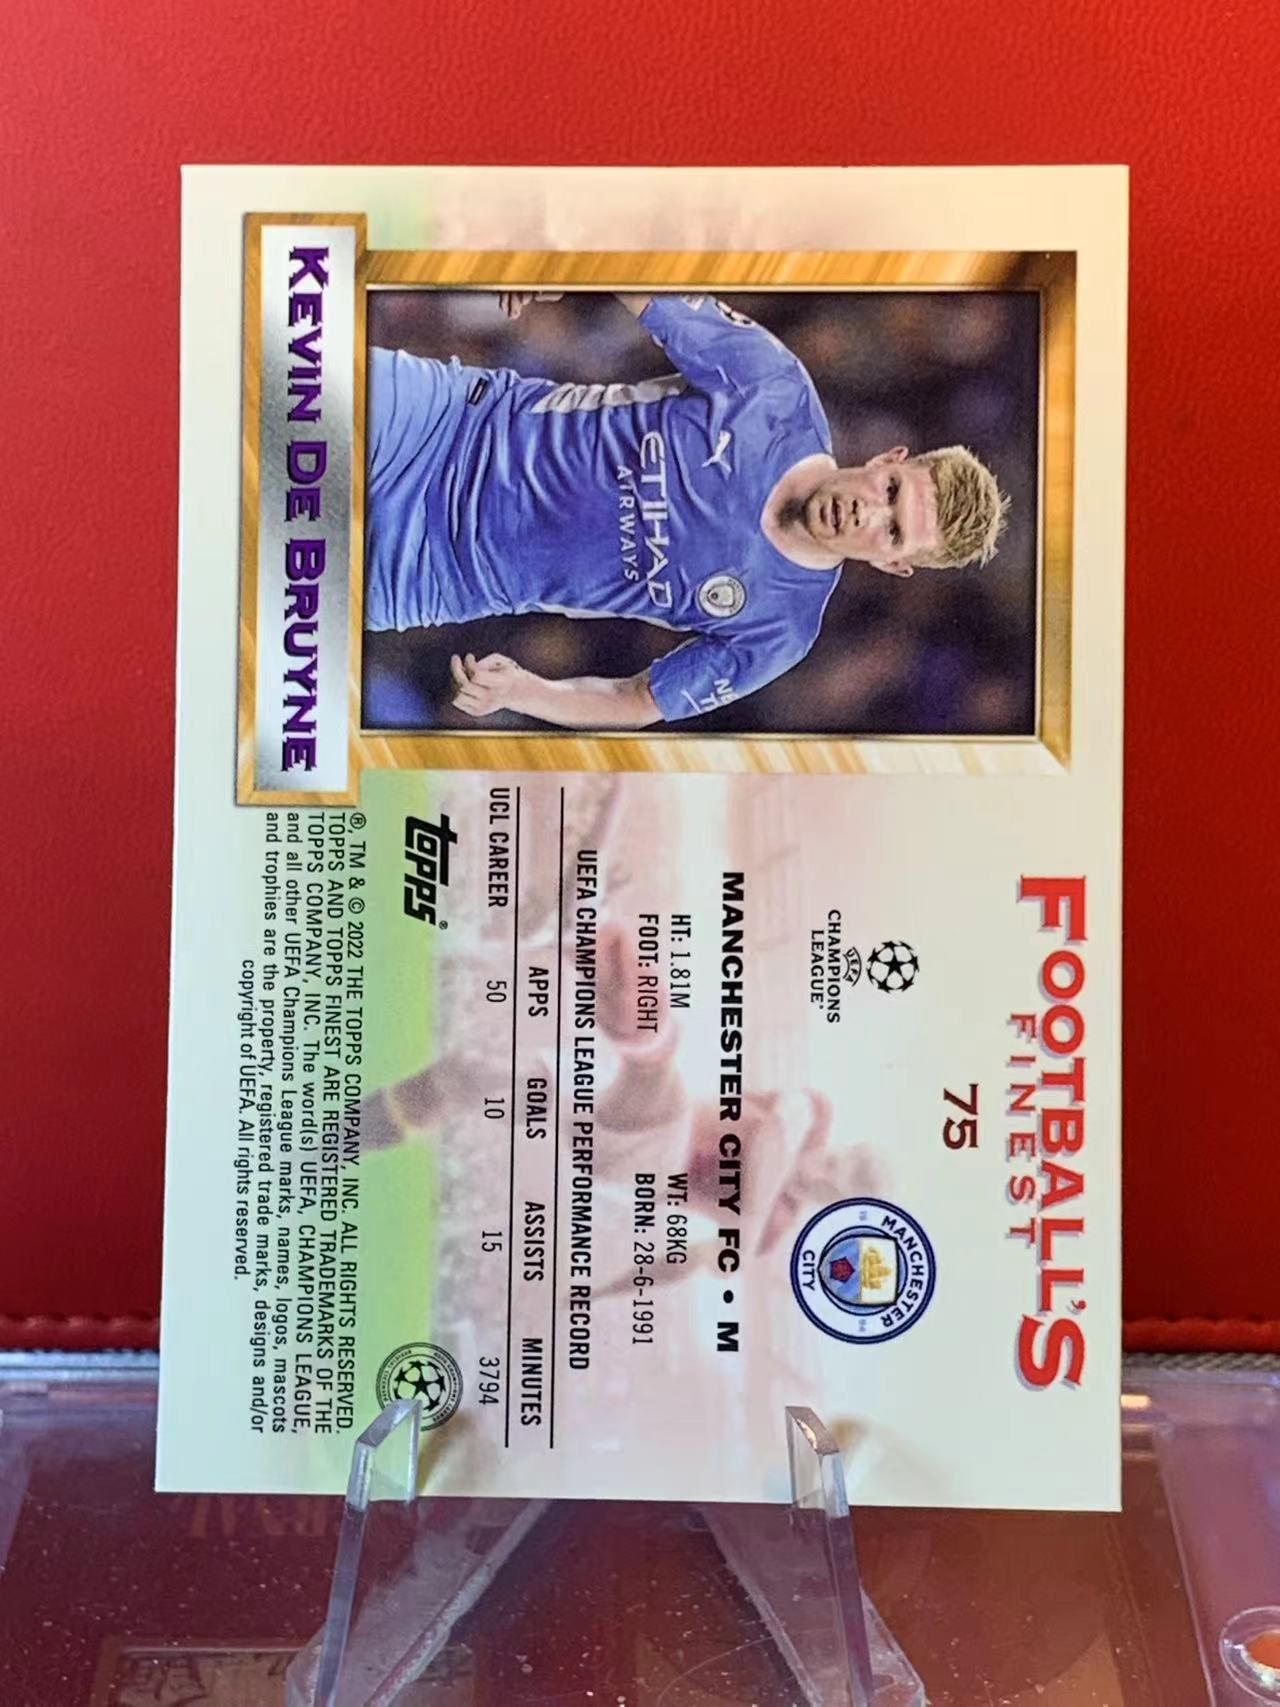 FOOTBALL'S
FINEST
75
UEFA
CHAMPIONS
LEAGUE®
MANCHESTER
CITY
18 94
MANCHESTER CITY FC • M
HT: 1.81M WT: 68KG
FOOT: RIGHT BORN: 28-6-1991
UEFA CHAMPIONS LEAGUE PERFORMANCE RECORD
APPS GOALS ASSISTS MINUTES
UCL CAREER 50 10 15 3794
topps®
ETIHAD
AIRWAYS
KEVIN DE BRUYNE
®, TM & © 2022 THE TOPPS COMPANY, INC. ALL RIGHTS RESERVED.
TOPPS AND TOPPS FINEST ARE REGISTERED TRADEMARKS OF THE
TOPPS COMPANY, INC. The word(s) UEFA, CHAMPIONS LEAGUE,
and all other UEFA Champions League marks, names, logos, mascots
and trophies are the property, registered trade marks, designs and/or
copyright of UEFA. All rights reserved.